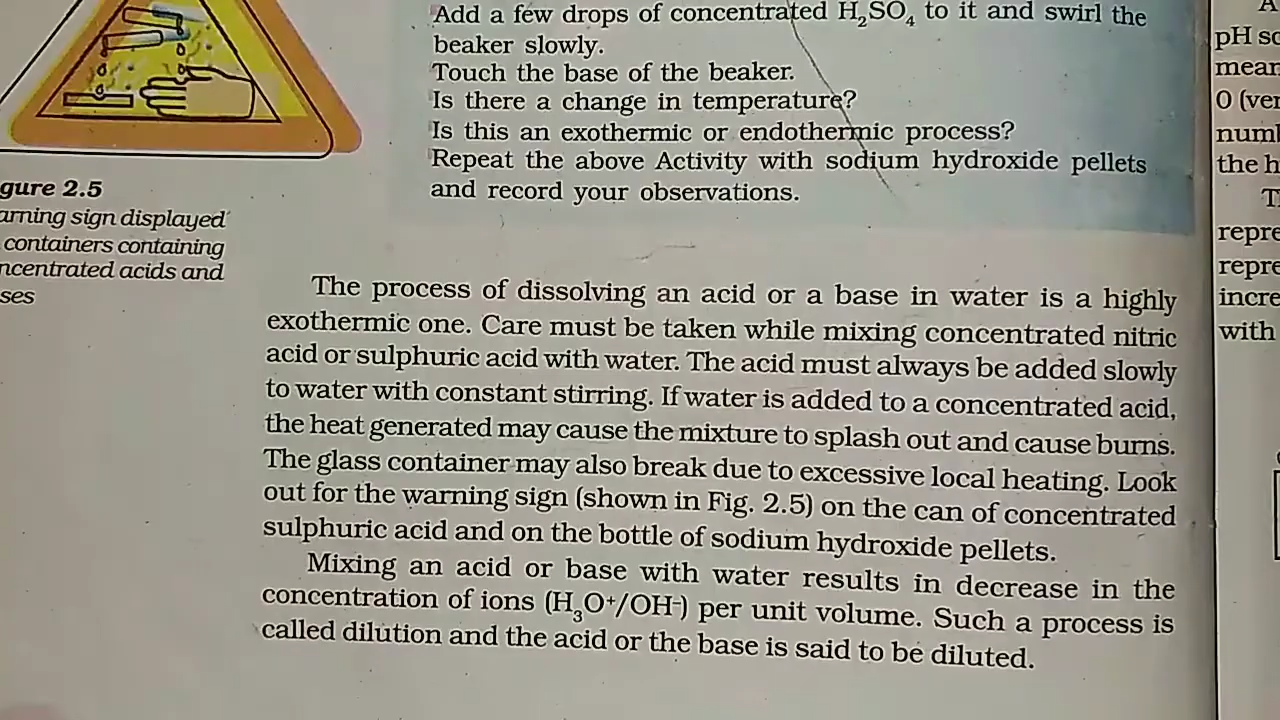 Add a few drops of concentrated H₂SO₄ to it and swirl the
beaker slowly.
Touch the base of the beaker.
Is there a change in temperature?
Is this an exothermic or endothermic process?
Repeat the above Activity with sodium hydroxide pellets
and record your observations.
gure 2.5
arning sign displayed
containers containing
ncentrated acids and
ses
The process of dissolving an acid or a base in water is a highly
exothermic one. Care must be taken while mixing concentrated nitric
acid or sulphuric acid with water. The acid must always be added slowly
to water with constant stirring. If water is added to a concentrated acid,
the heat generated may cause the mixture to splash out and cause burns.
The glass container may also break due to excessive local heating. Look
out for the warning sign (shown in Fig. 2.5) on the can of concentrated
sulphuric acid and on the bottle of sodium hydroxide pellets.
Mixing an acid or base with water results in decrease in the
concentration of ions (H₃O⁺/OH⁻) per unit volume. Such a process is
called dilution and the acid or the base is said to be diluted.
A
pH sc
mean
0 (ver
num
the h
T
repre
repre
incre
with